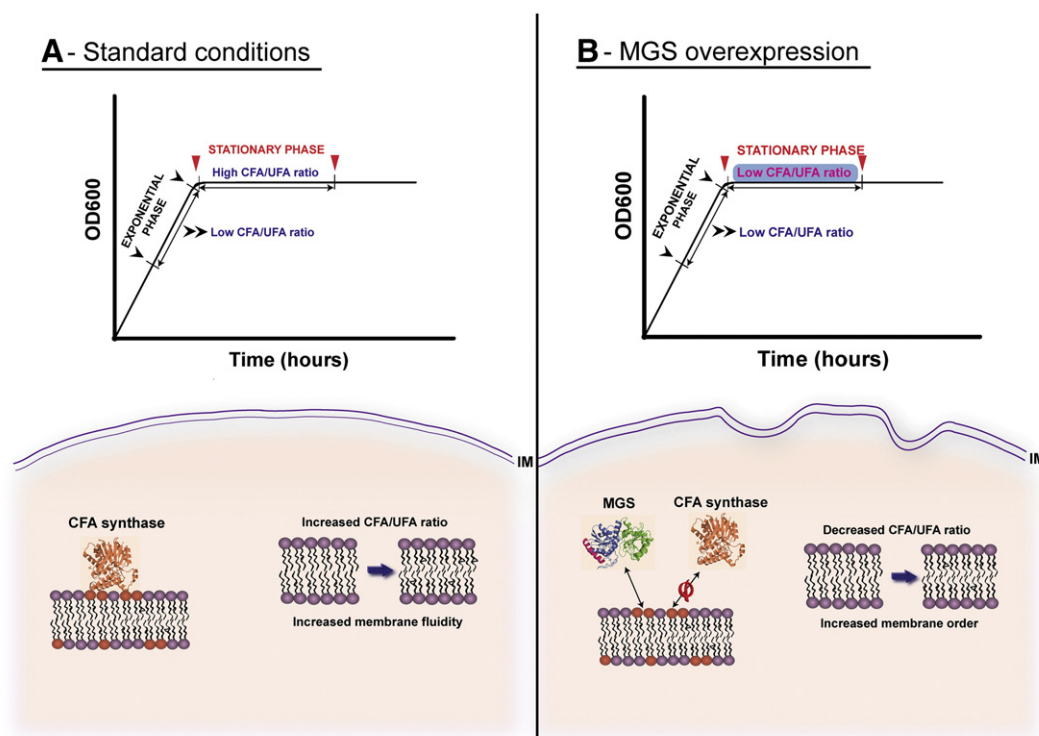 A - Standard conditions
OD600
EXPONENTIAL
PHASE
STATIONARY PHASE
High CFA/UFA ratio
Low CFA/UFA ratio
Time (hours)
IM
CFA synthase
Increased CFA/UFA ratio
Increased membrane fluidity
B - MGS overexpression
OD600
EXPONENTIAL
PHASE
STATIONARY PHASE
Low CFA/UFA ratio
Low CFA/UFA ratio
Time (hours)
IM
MGS
CFA synthase
Decreased CFA/UFA ratio
Increased membrane order